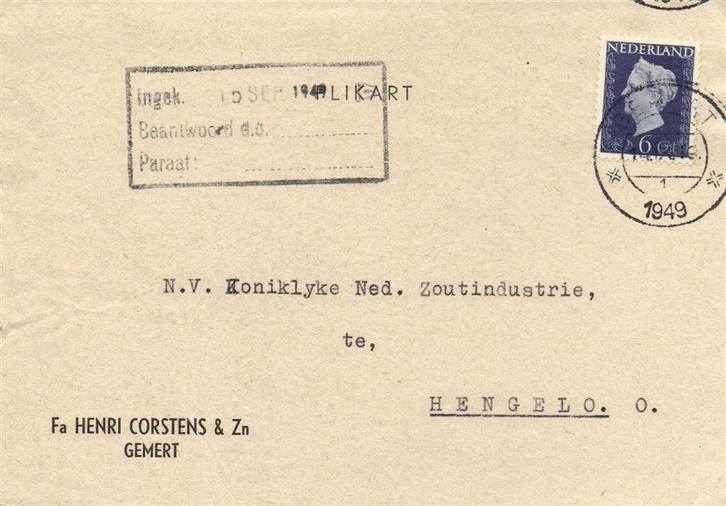 NEDERLAND
6 ct
1
1949
Ingek. 15 SEP. 1949
PLIKART
Beantwoord d.d.
Paraaf:
N.V. Koniklyke Ned. Zoutindustrie,
te,
HENGELO. O.
Fa HENRI CORSTENS & Zn
GEMERT